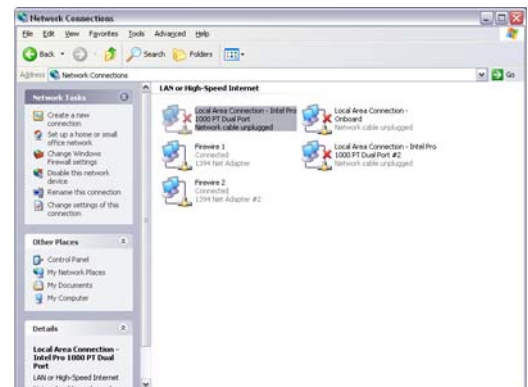 Network Connections
File Edit View Favorites Tools Advanced Help
Back Search Folders
Address Network Connections Go
Network Tasks
Create a new
connection
Set up a home or small
office network
Change Windows
Firewall settings
Disable this network
device
Rename this connection
Change settings of this
connection
Other Places
Control Panel
My Network Places
My Documents
My Computer
Details
Local Area Connection -
Intel Pro 1000 PT Dual
Port
LAN or High-Speed Internet
LAN or High-Speed Internet
Local Area Connection - Intel Pro
1000 PT Dual Port
Network cable unplugged
Local Area Connection -
Onboard
Network cable unplugged
Firewire 1
Connected
1394 Net Adapter
Local Area Connection - Intel Pro
1000 PT Dual Port #2
Network cable unplugged
Firewire 2
Connected
1394 Net Adapter #2